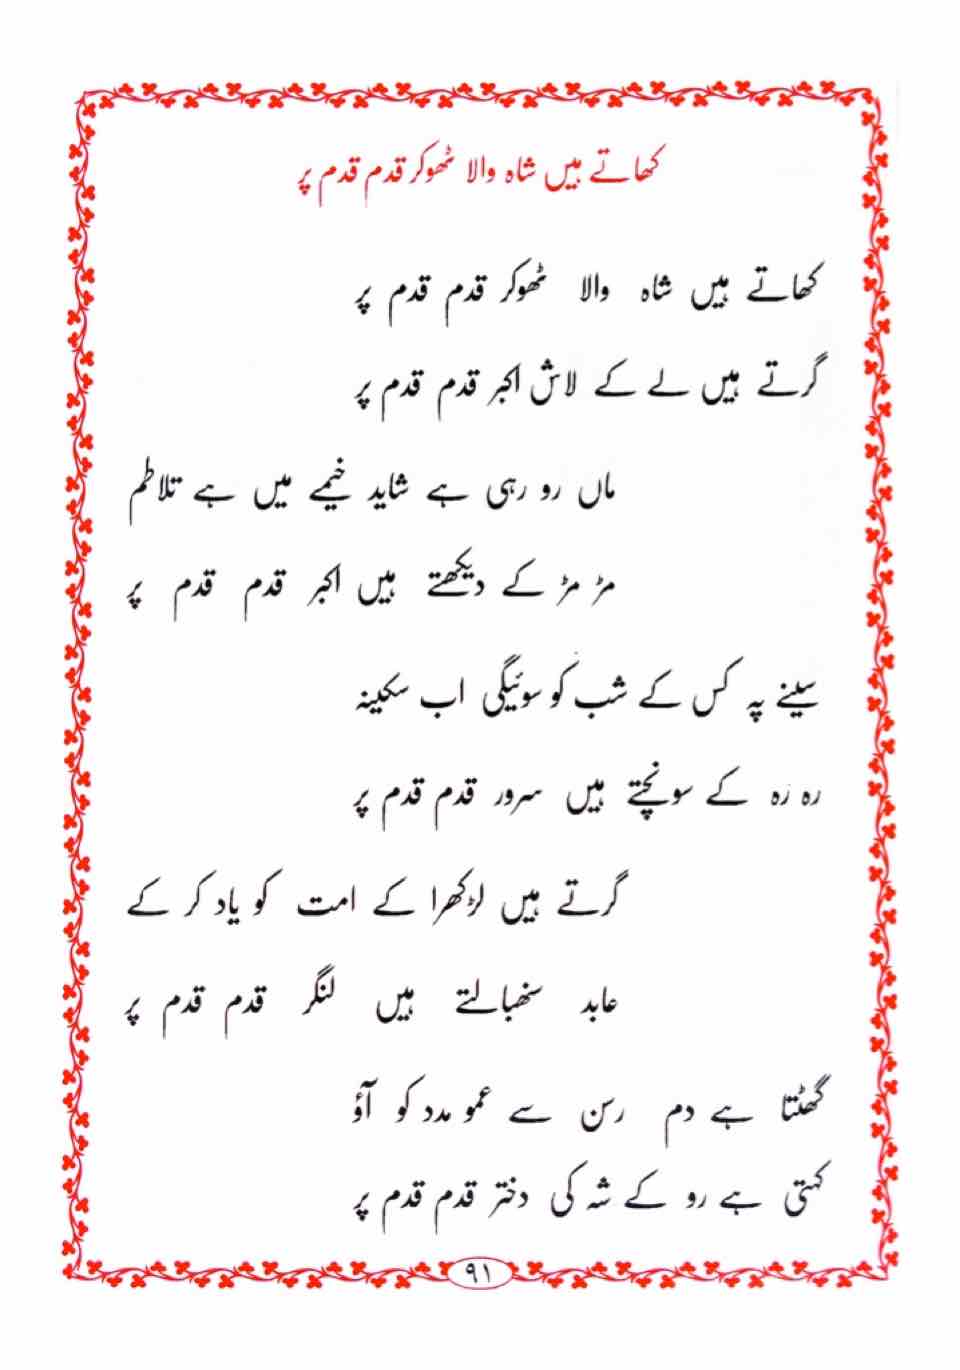 کھاتے ہیں شاہ والا ٹھوکر قدم قدم پر
کھاتے ہیں شاہ والا ٹھوکر قدم قدم پر
گرتے ہیں لے کے لاش اکبر قدم قدم پر
ماں رو رہی ہے شاید خیمے میں ہے تلاطم
مڑ مڑ کے دیکھتے ہیں اکبر قدم قدم پر
سینے پہ کس کے شب کو سوئیگی اب سکینہ
رہ رہ کے سونچتے ہیں سرور قدم قدم پر
گرتے ہیں لڑکھرا کے امت کو یاد کر کے
عابد سنھبالتے ہیں لنگر قدم قدم پر
گھٹتا ہے دم رسن سے عمو مدد کو آؤ
کہتی ہے رو کے شہ کی دختر قدم قدم پر
۹۱